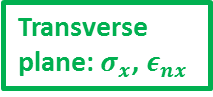 Transverse
plane: σₓ, ϵₙₓ